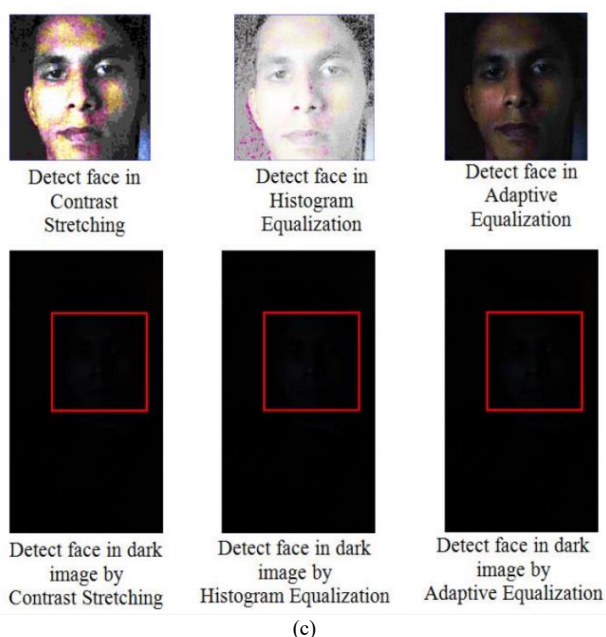 Detect face in
Contrast
Stretching
Detect face in
Histogram
Equalization
Detect face in
Adaptive
Equalization
Detect face in dark
image by
Contrast Stretching
Detect face in dark
image by
Histogram Equalization
Detect face in dark
image by
Adaptive Equalization
(c)